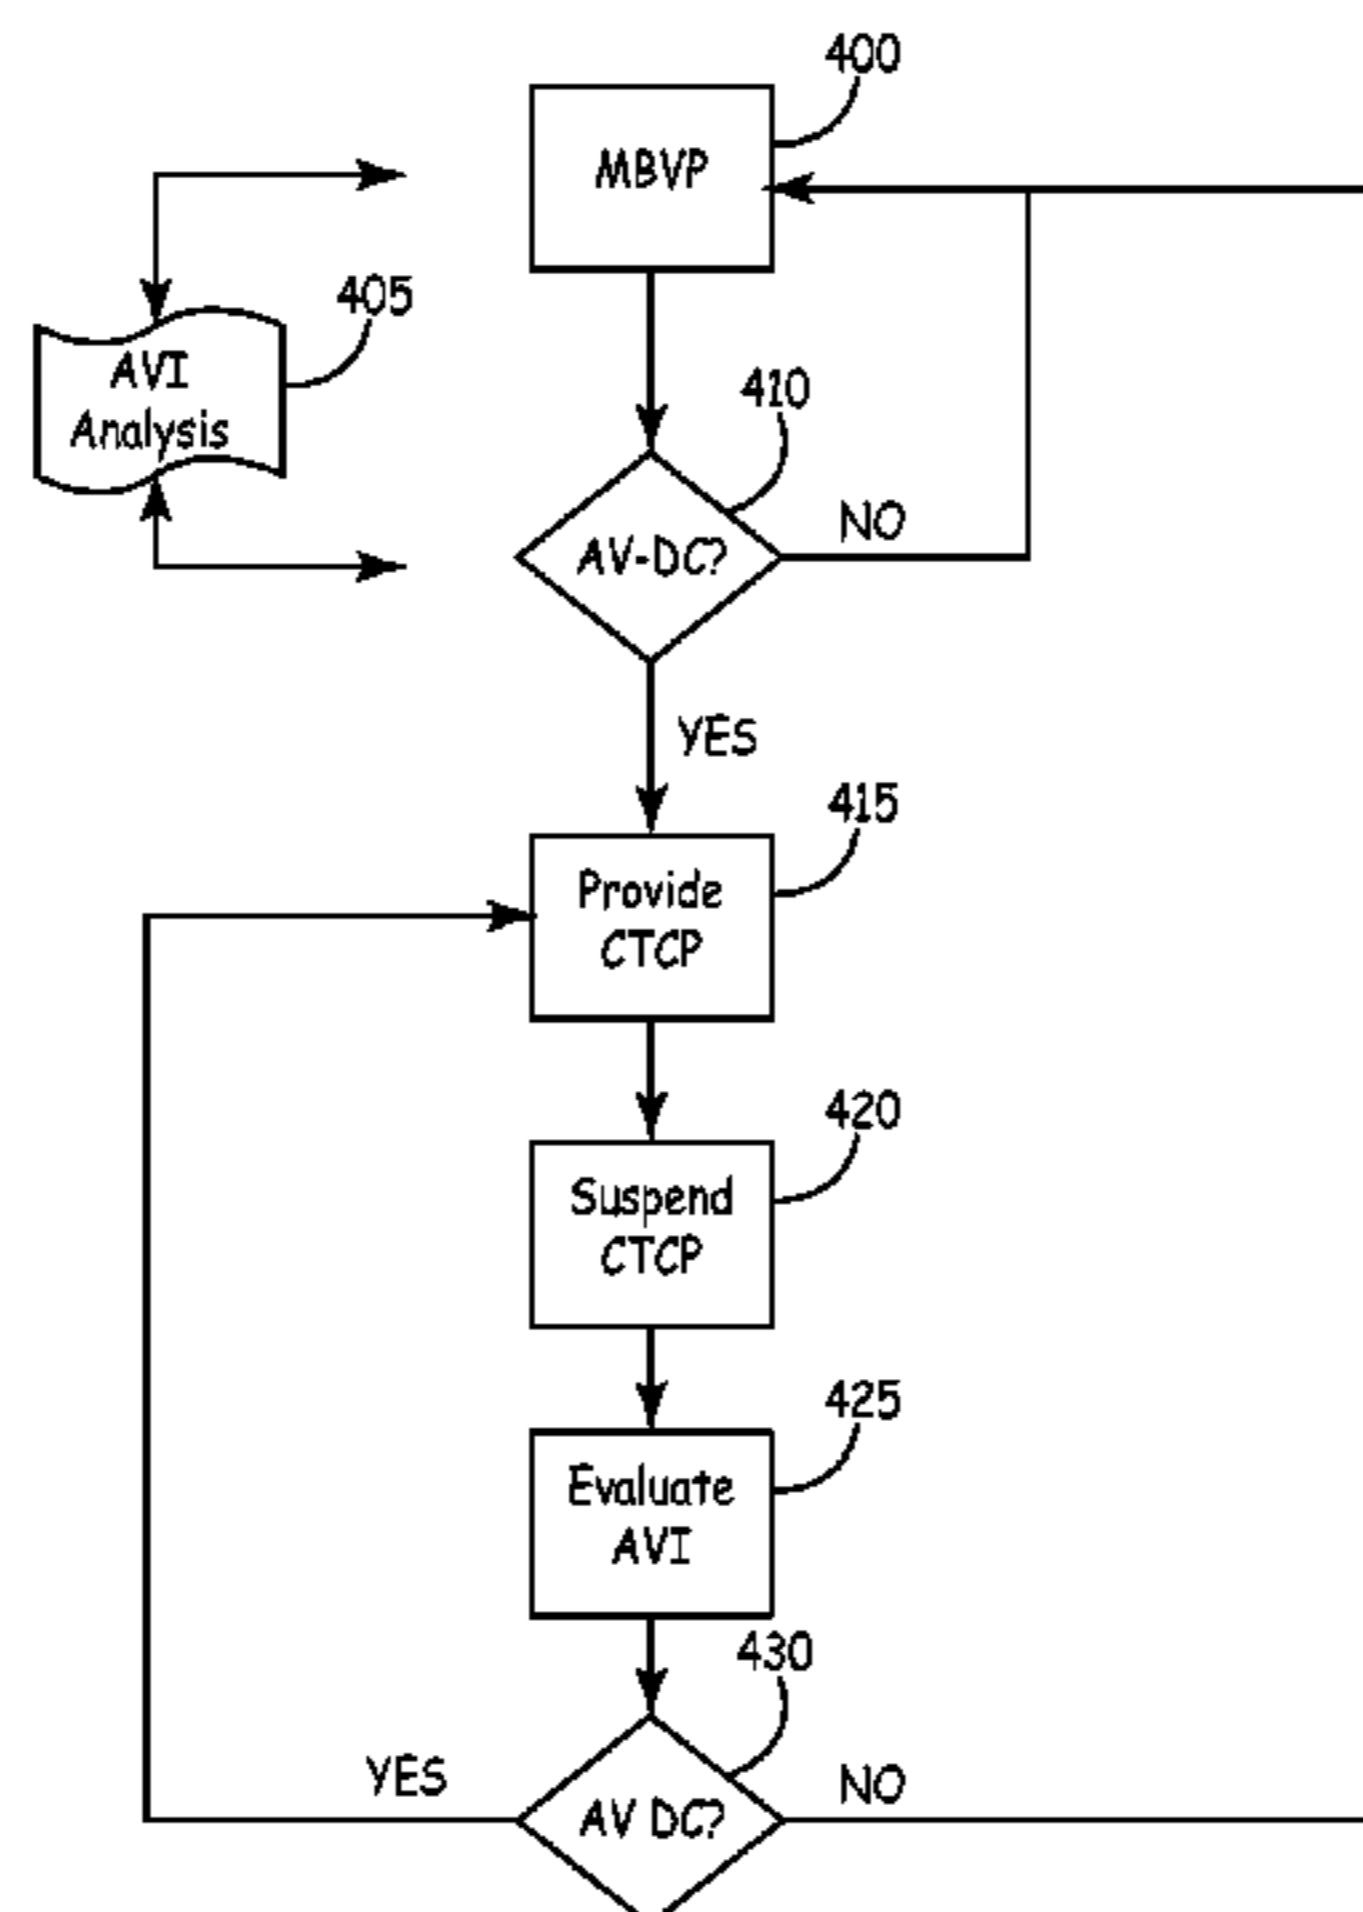 400
MBVP
405
AVI
Analysis
410
AV-DC?
NO
YES
415
Provide
CTCP
420
Suspend
CTCP
425
Evaluate
AVI
430
YES
AV DC?
NO